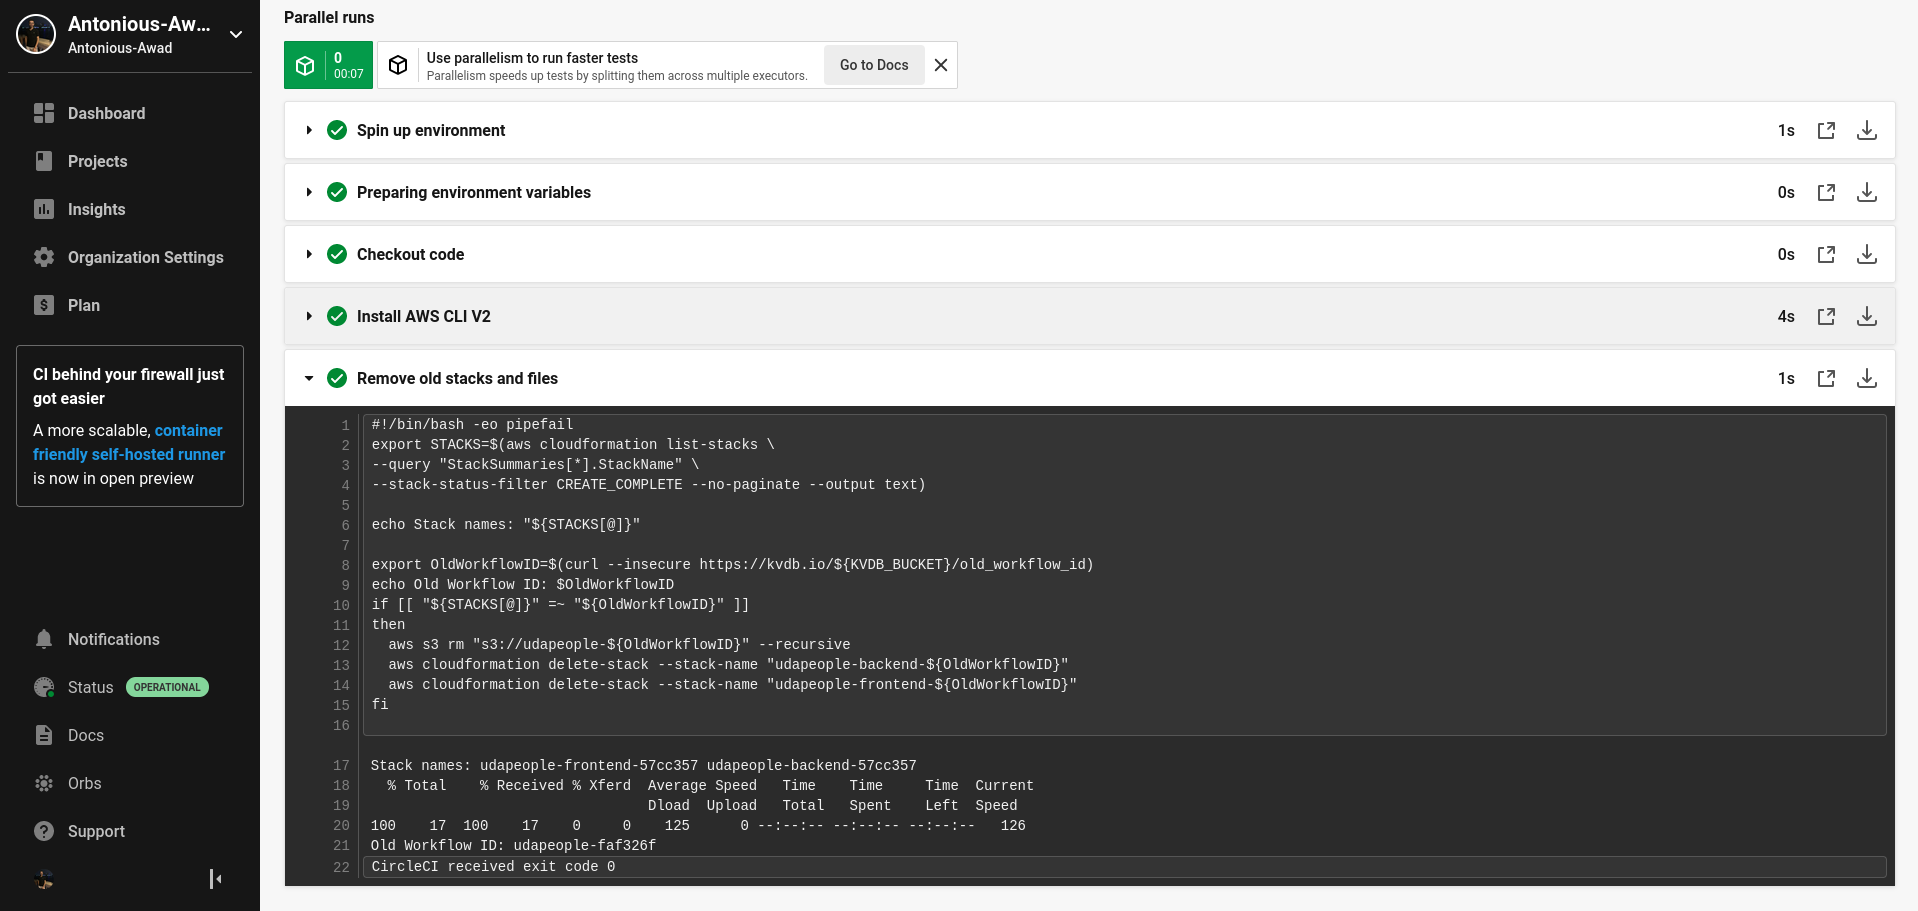 Antonious-Aw...
Antonious-Awad
Dashboard
Projects
Insights
Organization Settings
Plan
CI behind your firewall just
got easier
A more scalable, container
friendly self-hosted runner
is now in open preview
Notifications
Status OPERATIONAL
Docs
Orbs
Support
Parallel runs
0
00:07
Use parallelism to run faster tests
Parallelism speeds up tests by splitting them across multiple executors.
Go to Docs
Spin up environment 1s
Preparing environment variables 0s
Checkout code 0s
Install AWS CLI V2 4s
Remove old stacks and files 1s
1 #!/bin/bash -eo pipefail
2 export STACKS=$(aws cloudformation list-stacks \
3 --query "StackSummaries[*].StackName" \
4 --stack-status-filter CREATE_COMPLETE --no-paginate --output text)
5
6 echo Stack names: "${STACKS[@]}"
7
8 export OldWorkflowID=$(curl --insecure https://kvdb.io/${KVDB_BUCKET}/old_workflow_id)
9 echo Old Workflow ID: $OldWorkflowID
10 if [[ "${STACKS[@]}" =~ "${OldWorkflowID}" ]]
11 then
12   aws s3 rm "s3://udapeople-${OldWorkflowID}" --recursive
13   aws cloudformation delete-stack --stack-name "udapeople-backend-${OldWorkflowID}"
14   aws cloudformation delete-stack --stack-name "udapeople-frontend-${OldWorkflowID}"
15 fi
16
17 Stack names: udapeople-frontend-57cc357 udapeople-backend-57cc357
18   % Total    % Received % Xferd  Average Speed   Time    Time     Time  Current
19                                  Dload  Upload   Total   Spent    Left  Speed
20 100    17  100    17    0     0    125      0 --:--:-- --:--:-- --:--:--   126
21 Old Workflow ID: udapeople-faf326f
22 CircleCI received exit code 0